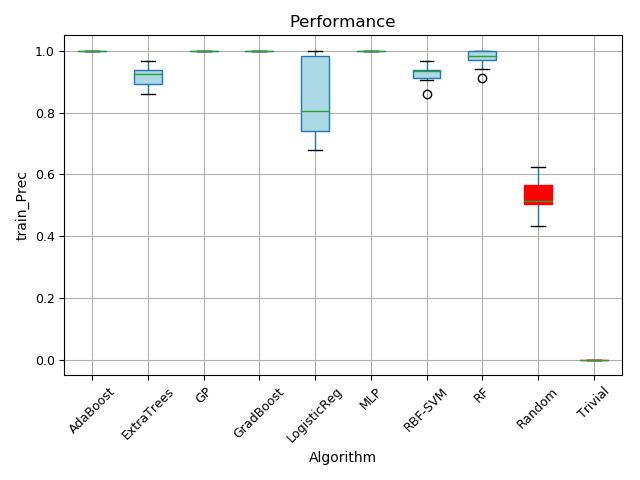 Performance
train_Prec
1.0
0.8
0.6
0.4
0.2
0.0
AdaBoost
ExtraTrees
GP
GradBoost
LogisticReg
MLP
RBF-SVM
RF
Random
Trivial
Algorithm